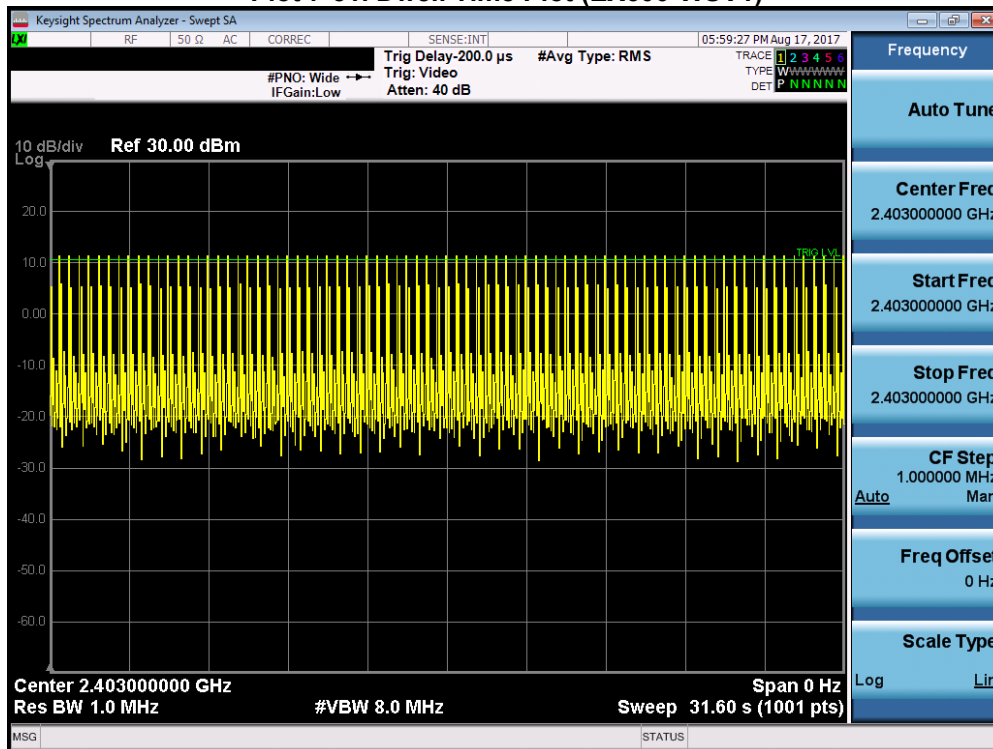 Keysight Spectrum Analyzer - Swept SA
LXI RF 50 Ω AC CORREC SENSE:INT 05:59:27 PM Aug 17, 2017
Trig Delay-200.0 µs #Avg Type: RMS TRACE 1 2 3 4 5 6
#PNO: Wide Trig: Video TYPE W
IFGain:Low Atten: 40 dB DET P N N N N N
10 dB/div Ref 30.00 dBm
Log
20.0
10.0
0.00
-10.0
-20.0
-30.0
-40.0
-50.0
-60.0
TRIG LVL
Center 2.403000000 GHz Span 0 Hz
Res BW 1.0 MHz #VBW 8.0 MHz Sweep 31.60 s (1001 pts)
MSG STATUS
Frequency
Auto Tune
Center Freq
2.403000000 GHz
Start Freq
2.403000000 GHz
Stop Freq
2.403000000 GHz
CF Step
1.000000 MHz
Auto Man
Freq Offset
0 Hz
Scale Type
Log Lin